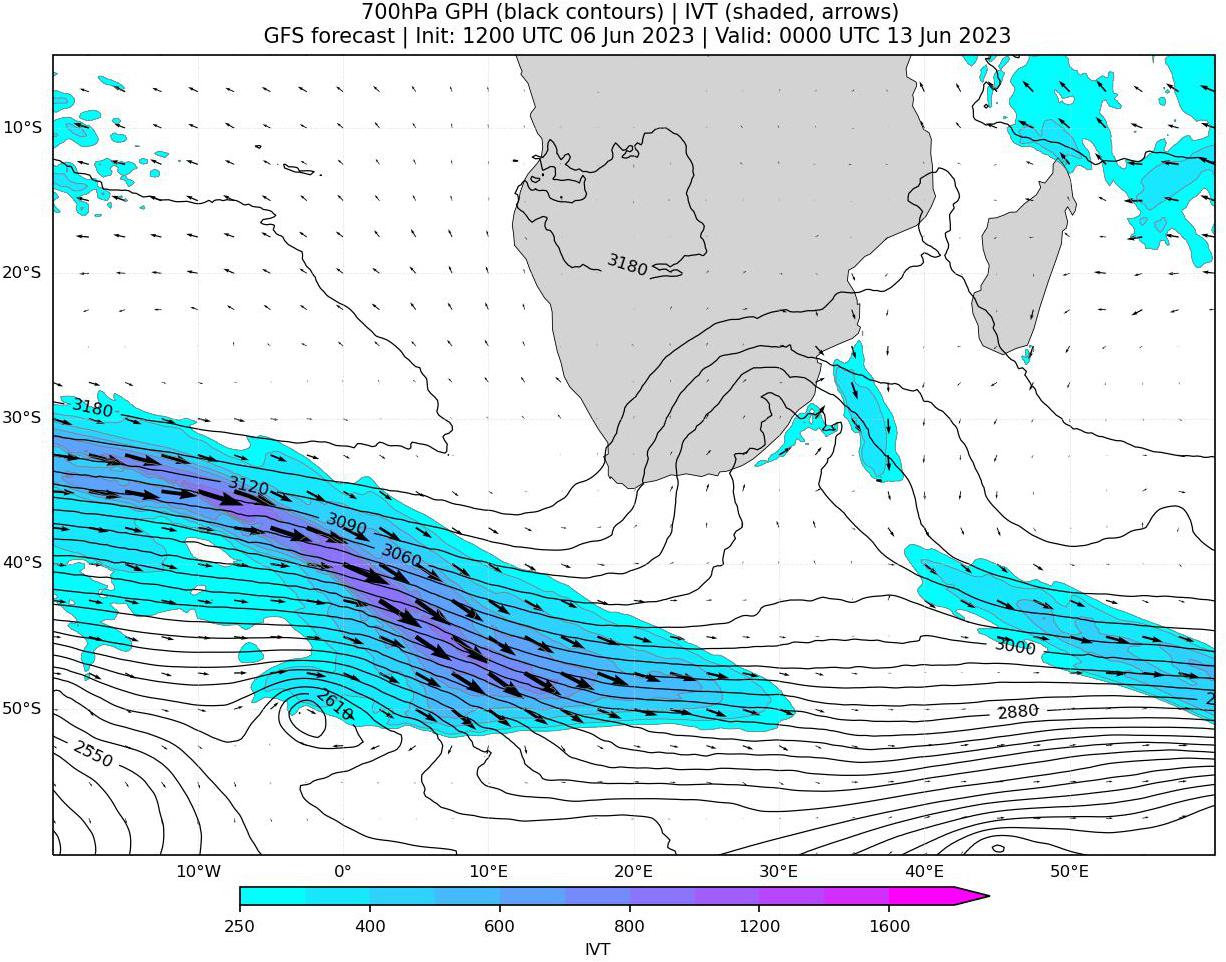 700hPa GPH (black contours) | IVT (shaded, arrows)
GFS forecast | Init: 1200 UTC 06 Jun 2023 | Valid: 0000 UTC 13 Jun 2023
10°S
20°S
3180
30°S
3180
3120
3090
3060
40°S
3000
50°S
2610
2880
2
2550
10°W
0°
10°E
20°E
30°E
40°E
50°E
250
400
600
800
1200
1600
IVT